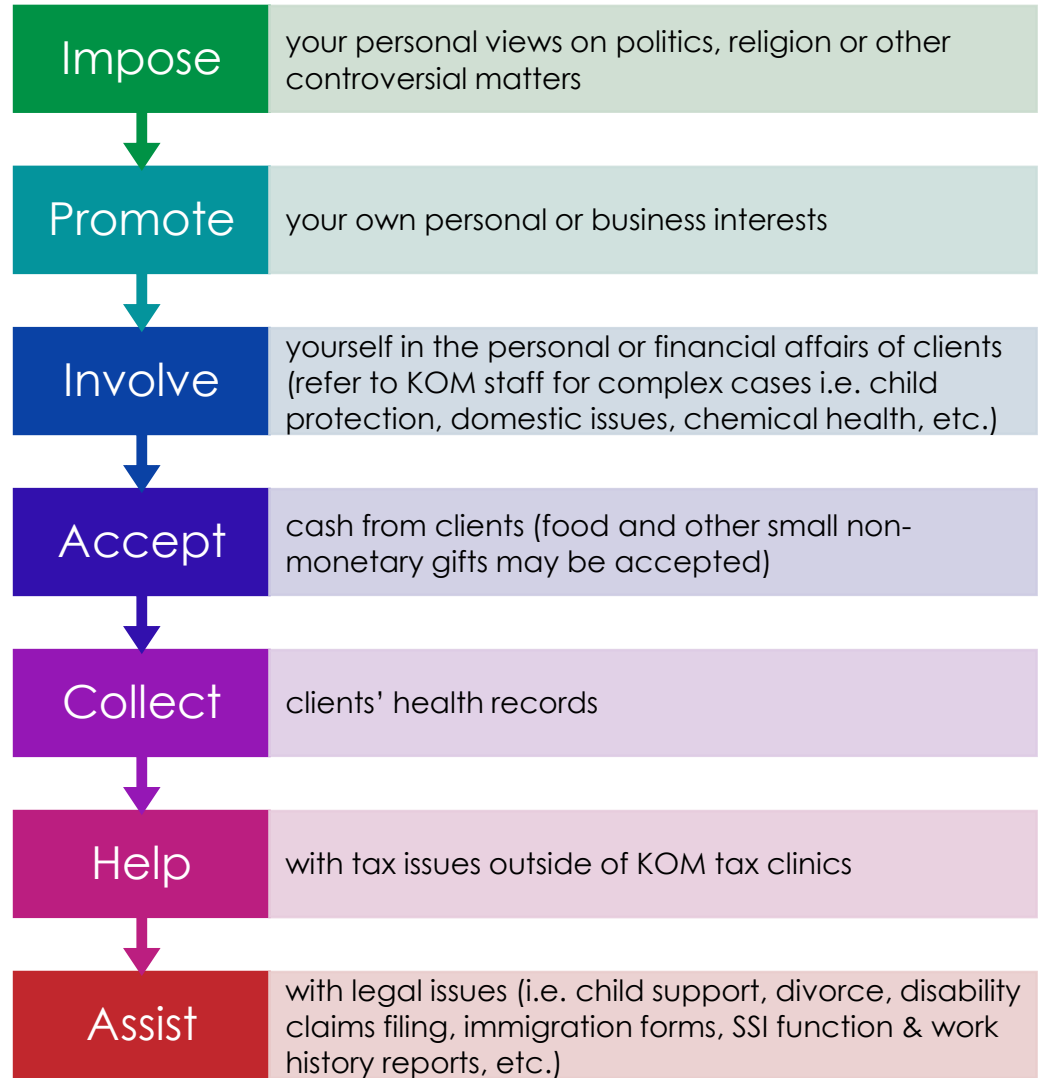 Impose
your personal views on politics, religion or other
controversial matters
Promote
your own personal or business interests
Involve
yourself in the personal or financial affairs of clients
(refer to KOM staff for complex cases i.e. child
protection, domestic issues, chemical health, etc.)
Accept
cash from clients (food and other small non-
monetary gifts may be accepted)
Collect
clients’ health records
Help
with tax issues outside of KOM tax clinics
Assist
with legal issues (i.e. child support, divorce, disability
claims filing, immigration forms, SSI function & work
history reports, etc.)